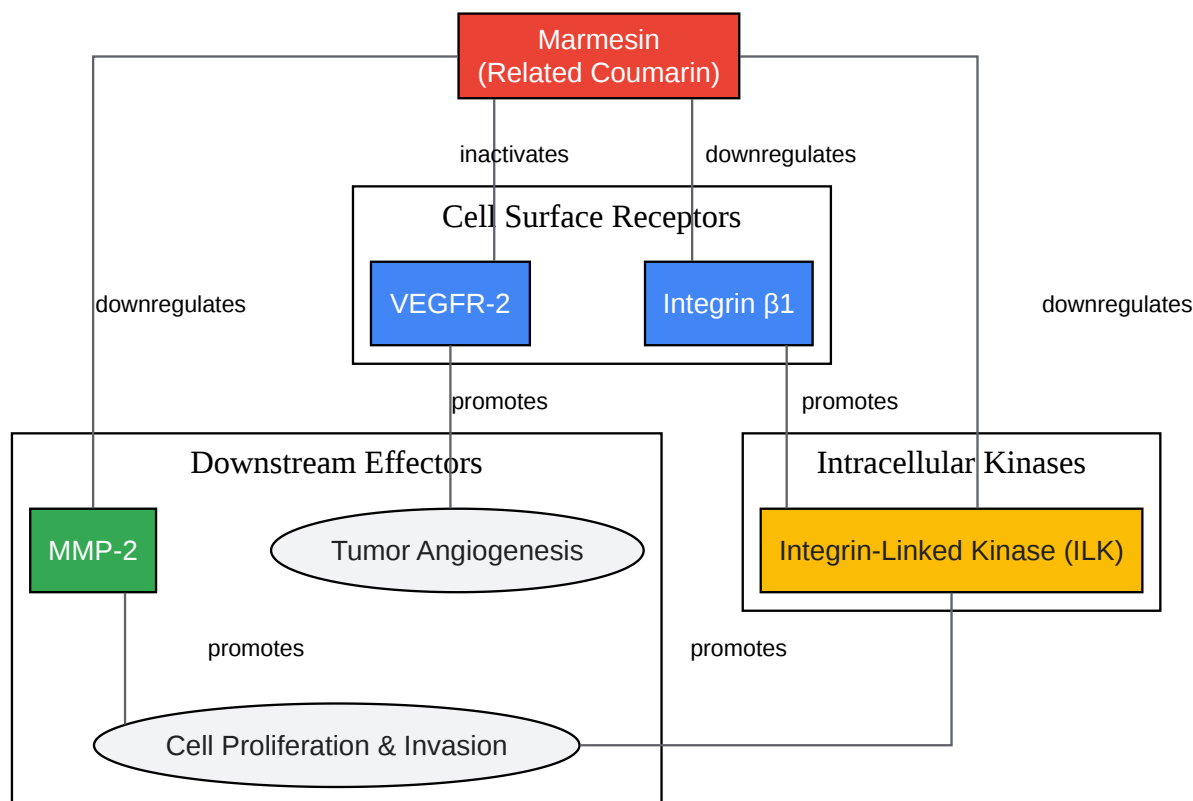 Marmesin
(Related Coumarin)
inactivates
downregulates
Cell Surface Receptors
VEGFR-2
Integrin β1
downregulates
downregulates
promotes
promotes
Downstream Effectors
Intracellular Kinases
MMP-2
Tumor Angiogenesis
Integrin-Linked Kinase (ILK)
promotes
promotes
Cell Proliferation & Invasion